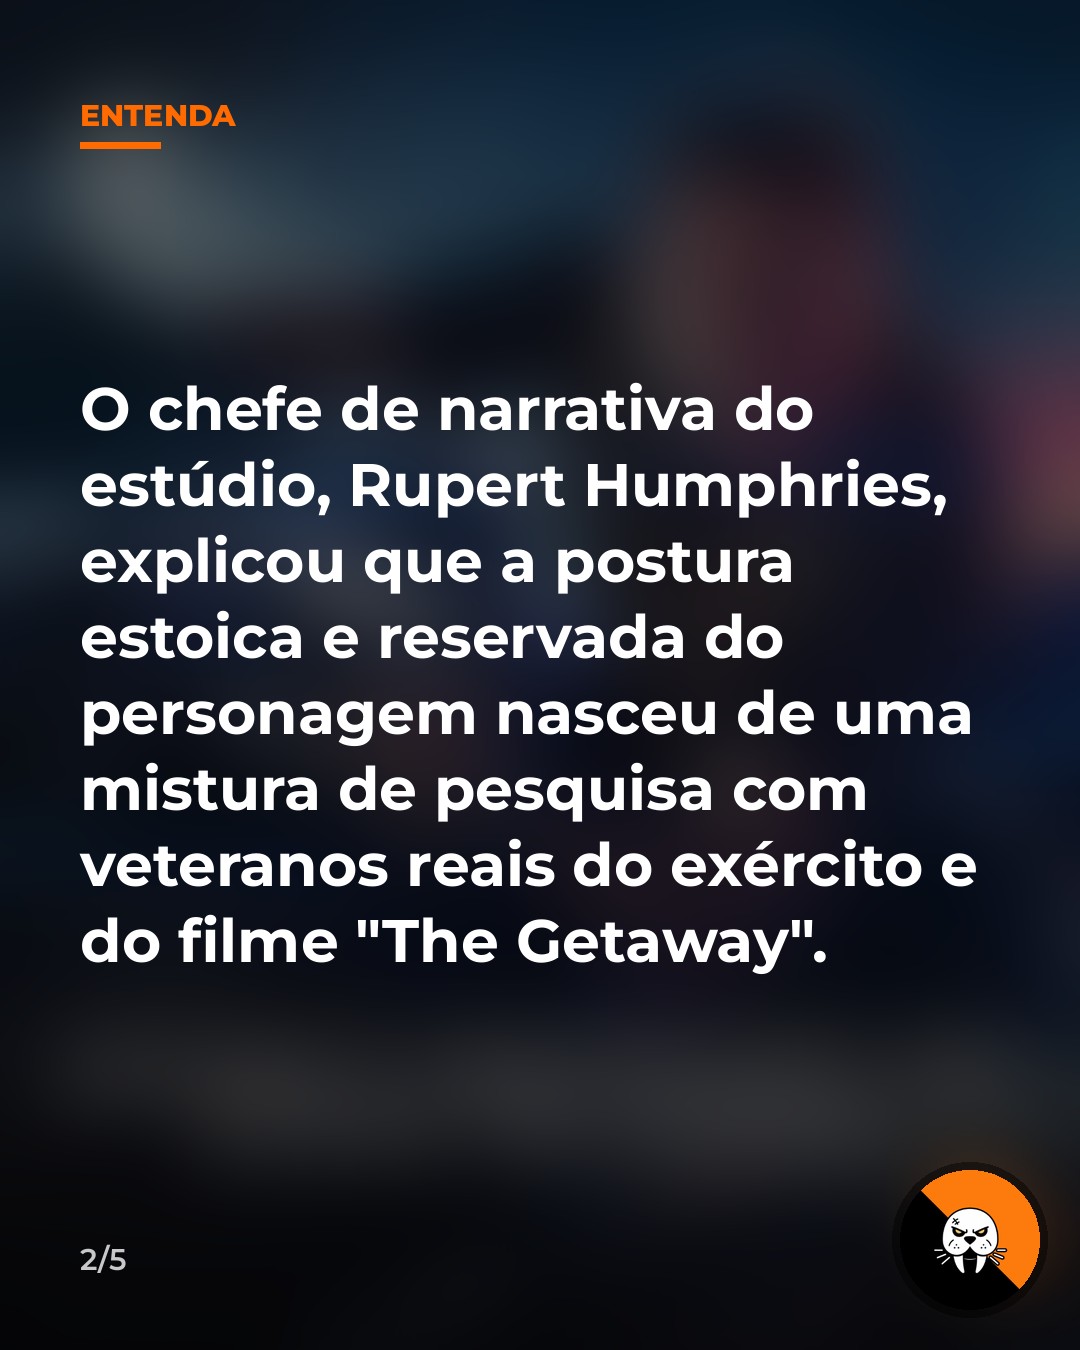 ENTENDA
O chefe de narrativa do
estúdio, Rupert Humphries,
explicou que a postura
estoica e reservada do
personagem nasceu de uma
mistura de pesquisa com
veteranos reais do exército e
do filme "The Getaway".
2/5